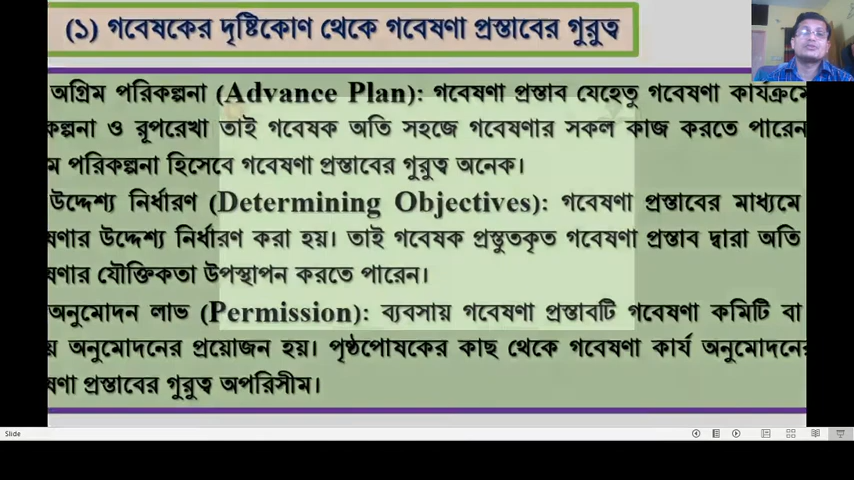 (১) গবেষকের দৃষ্টিকোণ থেকে গবেষণা প্রস্তাবের গুরুত্ব
অগ্রিম পরিকল্পনা (Advance Plan): গবেষণা প্রস্তাব যেহেতু গবেষণা কার্যক্রমে
কল্পনা ও রূপরেখা তাই গবেষক অতি সহজে গবেষণার সকল কাজ করতে পারেন
ম পরিকল্পনা হিসেবে গবেষণা প্রস্তাবের গুরুত্ব অনেক।
উদ্দেশ্য নির্ধারণ (Determining Objectives): গবেষণা প্রস্তাবের মাধ্যমে
ষণার উদ্দেশ্য নির্ধারণ করা হয়। তাই গবেষক প্রস্তুতকৃত গবেষণা প্রস্তাব দ্বারা অতি
ষণার যৌক্তিকতা উপস্থাপন করতে পারেন।
অনুমোদন লাভ (Permission): ব্যবসায় গবেষণা প্রস্তাবটি গবেষণা কমিটি বা
য় অনুমোদনের প্রয়োজন হয়। পৃষ্ঠপোষকের কাছ থেকে গবেষণা কার্য অনুমোদনের
ষণা প্রস্তাবের গুরুত্ব অপরিসীম।
Slide